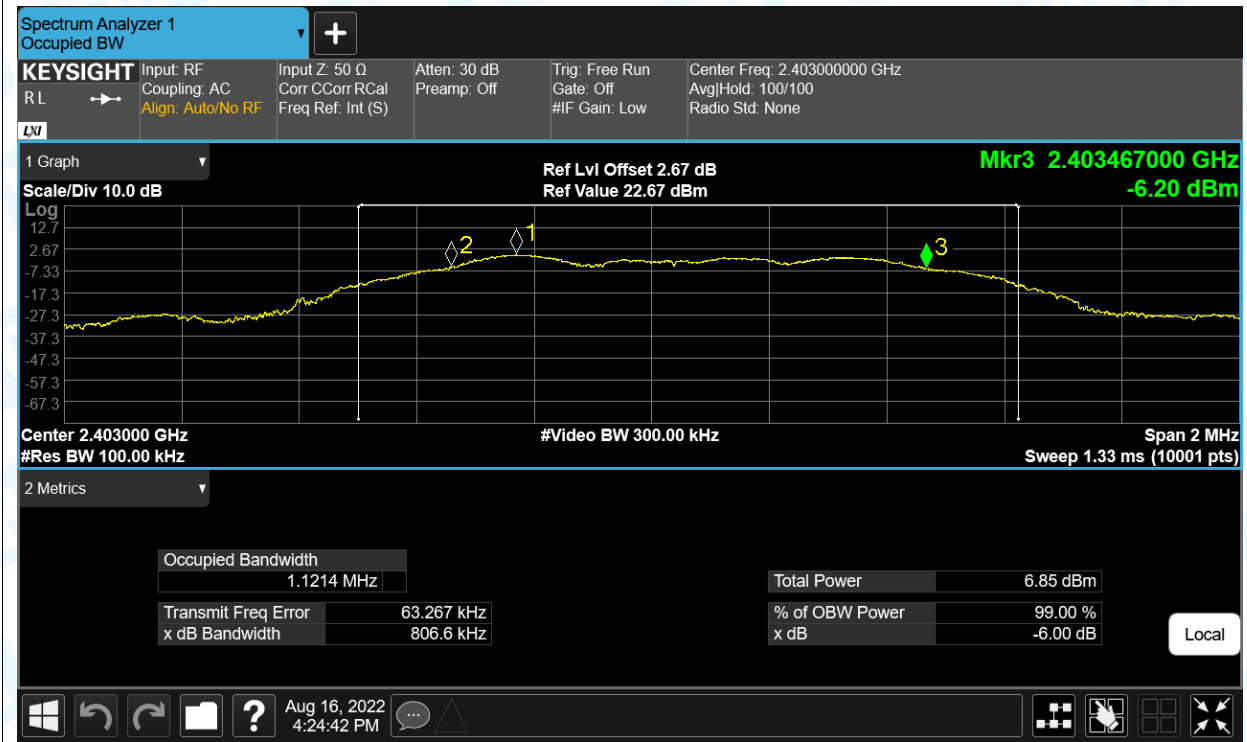 Spectrum Analyzer 1
Occupied BW
KEYSIGHT
R L
LXI
Input: RF
Coupling: AC
Align: Auto/No RF
Input Z: 50 Ω
Corr CCorr RCal
Freq Ref: Int (S)
Atten: 30 dB
Preamp: Off
Trig: Free Run
Gate: Off
#IF Gain: Low
Center Freq: 2.403000000 GHz
Avg|Hold: 100/100
Radio Std: None
1 Graph
Scale/Div 10.0 dB
Ref Lvl Offset 2.67 dB
Ref Value 22.67 dBm
Mkr3 2.403467000 GHz
-6.20 dBm
Log
12.7
2.67
-7.33
-17.3
-27.3
-37.3
-47.3
-57.3
-67.3
2
1
3
Center 2.403000 GHz
#Res BW 100.00 kHz
#Video BW 300.00 kHz
Span 2 MHz
Sweep 1.33 ms (10001 pts)
2 Metrics
Occupied Bandwidth
1.1214 MHz
Transmit Freq Error 63.267 kHz
x dB Bandwidth 806.6 kHz
Total Power 6.85 dBm
% of OBW Power 99.00 %
x dB -6.00 dB
Local
?
Aug 16, 2022
4:24:42 PM